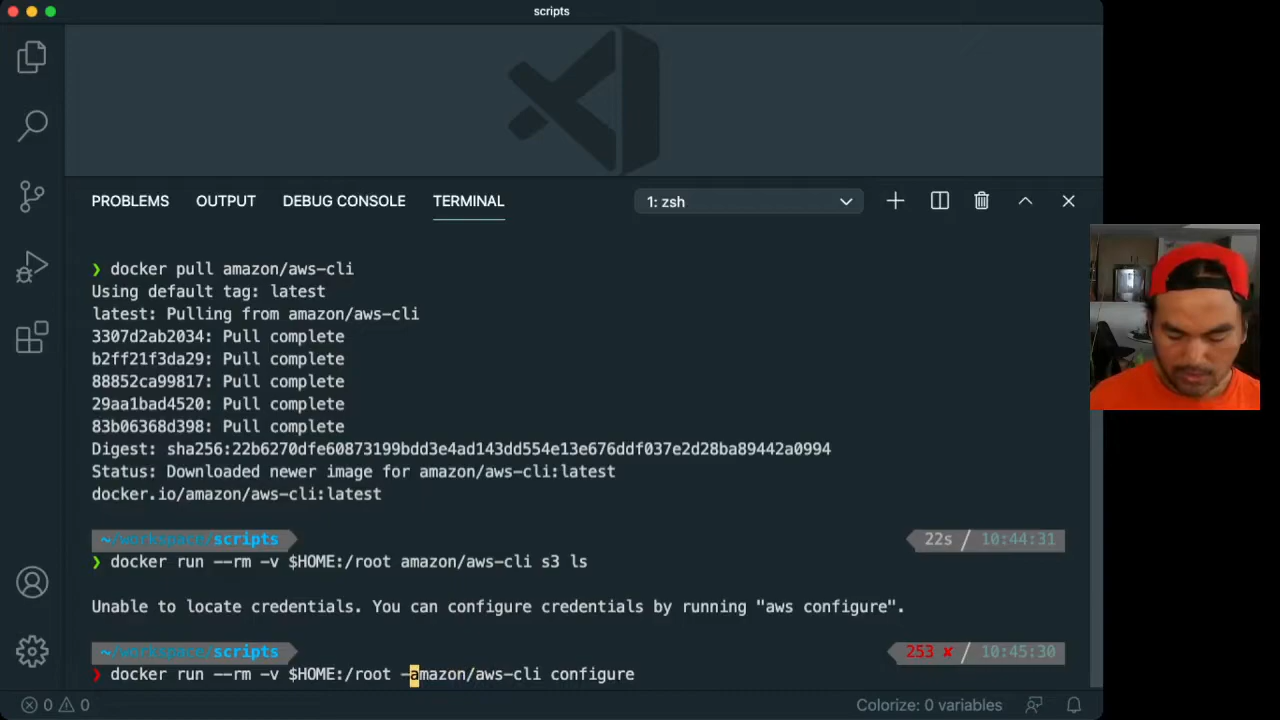 scripts
PROBLEMS OUTPUT DEBUG CONSOLE TERMINAL 1: zsh
❯ docker pull amazon/aws-cli
Using default tag: latest
latest: Pulling from amazon/aws-cli
3307d2ab2034: Pull complete
b2ff21f3da29: Pull complete
88852ca99817: Pull complete
29aa1bad4520: Pull complete
83b06368d398: Pull complete
Digest: sha256:22b6270dfe60873199bdd3e4ad143dd554e13e676ddf037e2d28ba89442a0994
Status: Downloaded newer image for amazon/aws-cli:latest
docker.io/amazon/aws-cli:latest
~/workspace/scripts 22s / 10:44:31
❯ docker run --rm -v $HOME:/root amazon/aws-cli s3 ls
Unable to locate credentials. You can configure credentials by running "aws configure".
~/workspace/scripts 253 ✘ / 10:45:30
❯ docker run --rm -v $HOME:/root -amazon/aws-cli configure
0 0 Colorize: 0 variables